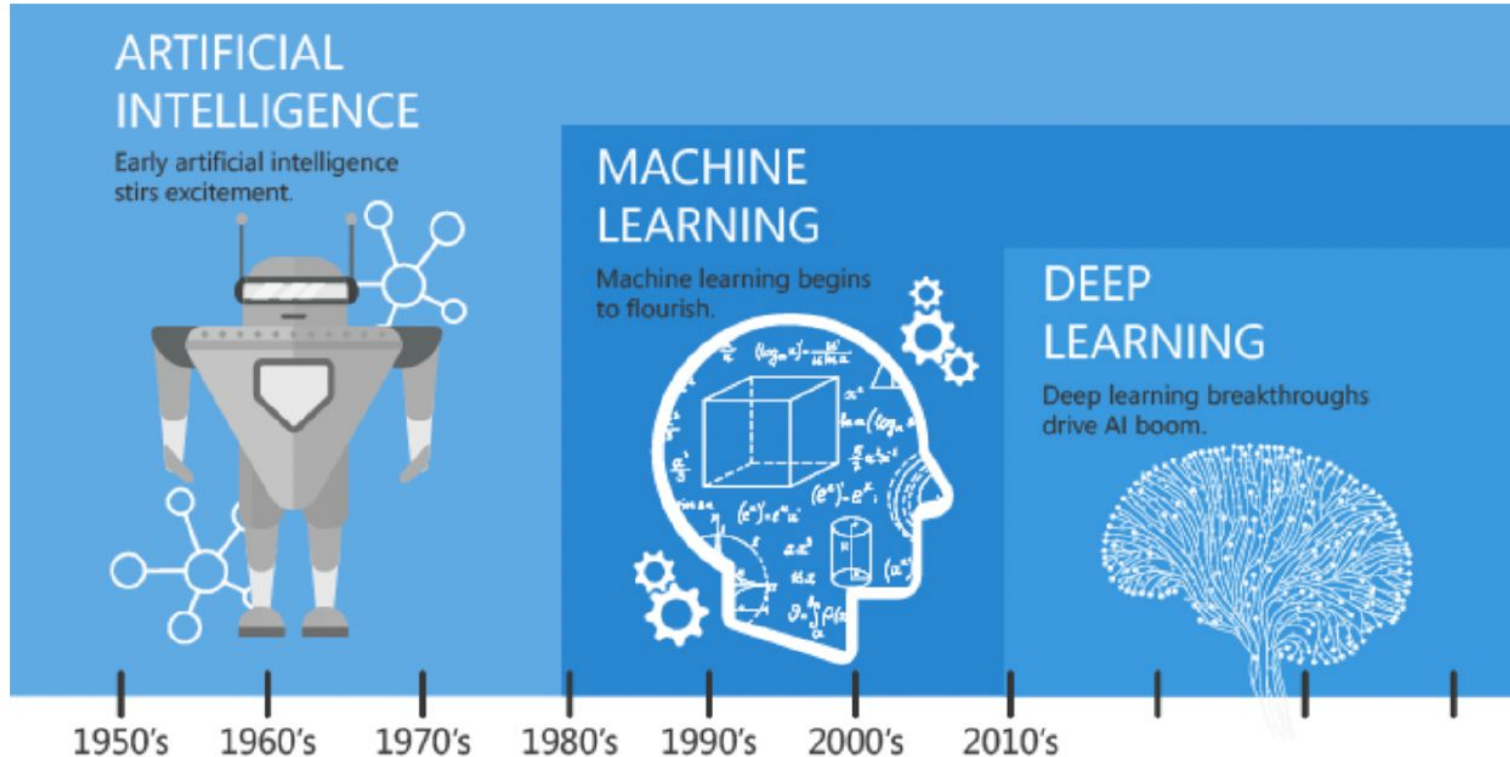 ARTIFICIAL
INTELLIGENCE
Early artificial intelligence
stirs excitement.
MACHINE
LEARNING
Machine learning begins
to flourish.
DEEP
LEARNING
Deep learning breakthroughs
drive AI boom.
1950's 1960's 1970's 1980's 1990's 2000's 2010's